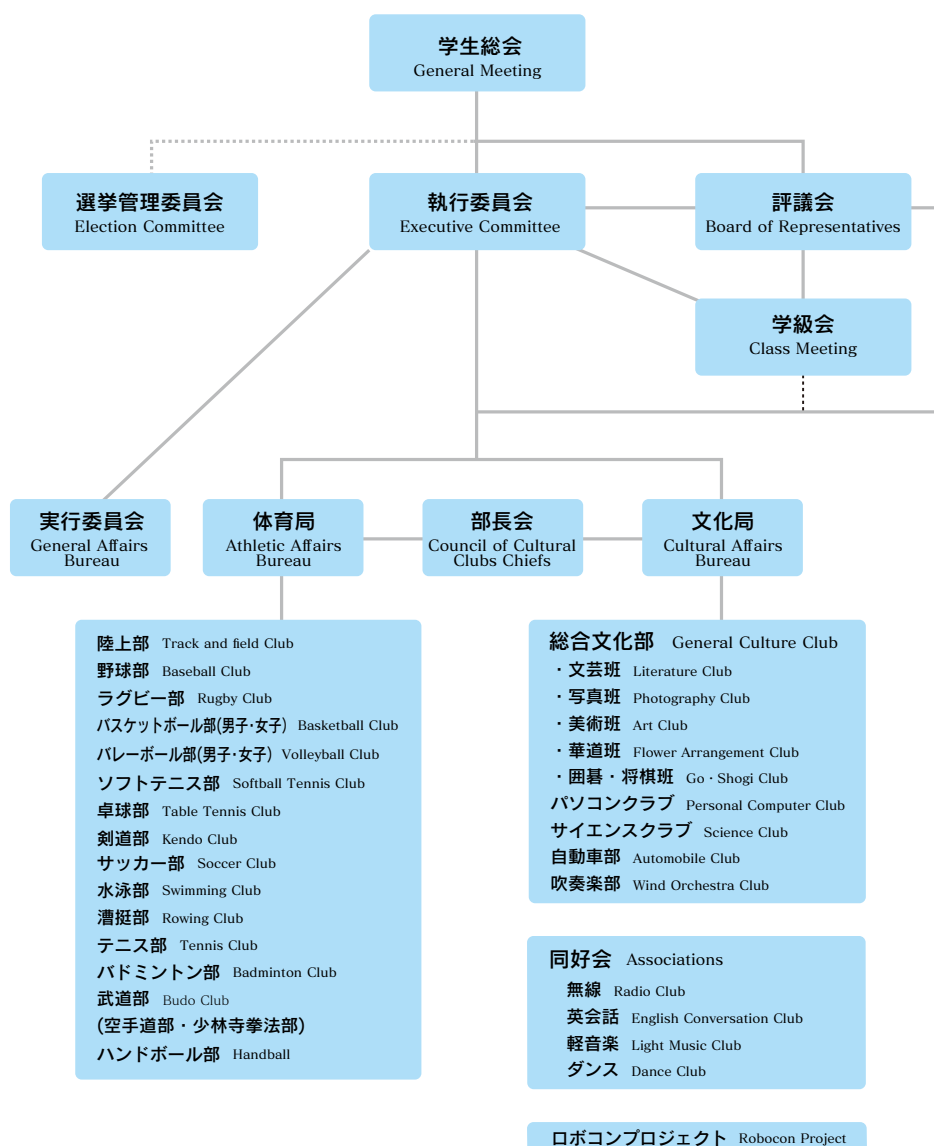 学生総会
General Meeting
選挙管理委員会
Election Committee
執行委員会
Executive Committee
評議会
Board of Representatives
学級会
Class Meeting
実行委員会
General Affairs
Bureau
体育局
Athletic Affairs
Bureau
部長会
Council of Cultural
Clubs Chiefs
文化局
Cultural Affairs
Bureau
陸上部 Track and field Club
野球部 Baseball Club
ラグビー部 Rugby Club
バスケットボール部(男子・女子) Basketball Club
バレーボール部(男子・女子) Volleyball Club
ソフトテニス部 Softball Tennis Club
卓球部 Table Tennis Club
剣道部 Kendo Club
サッカー部 Soccer Club
水泳部 Swimming Club
漕挺部 Rowing Club
テニス部 Tennis Club
バドミントン部 Badminton Club
武道部 Budo Club
(空手道部・少林寺拳法部)
ハンドボール部 Handball
総合文化部 General Culture Club
・文芸班 Literature Club
・写真班 Photography Club
・美術班 Art Club
・華道班 Flower Arrangement Club
・囲碁・将棋班 Go・Shogi Club
パソコンクラブ Personal Computer Club
サイエンスクラブ Science Club
自動車部 Automobile Club
吹奏楽部 Wind Orchestra Club
同好会 Associations
無線 Radio Club
英会話 English Conversation Club
軽音楽 Light Music Club
ダンス Dance Club
ロボコンプロジェクト Robocon Project